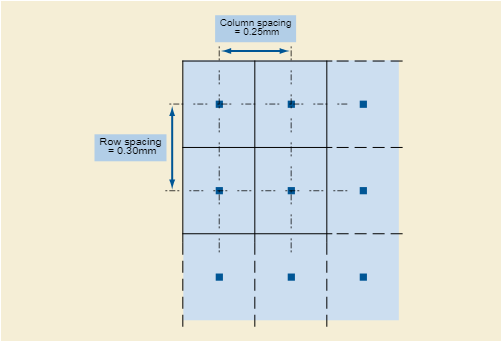 Column spacing
= 0.25mm
Row spacing
= 0.30mm